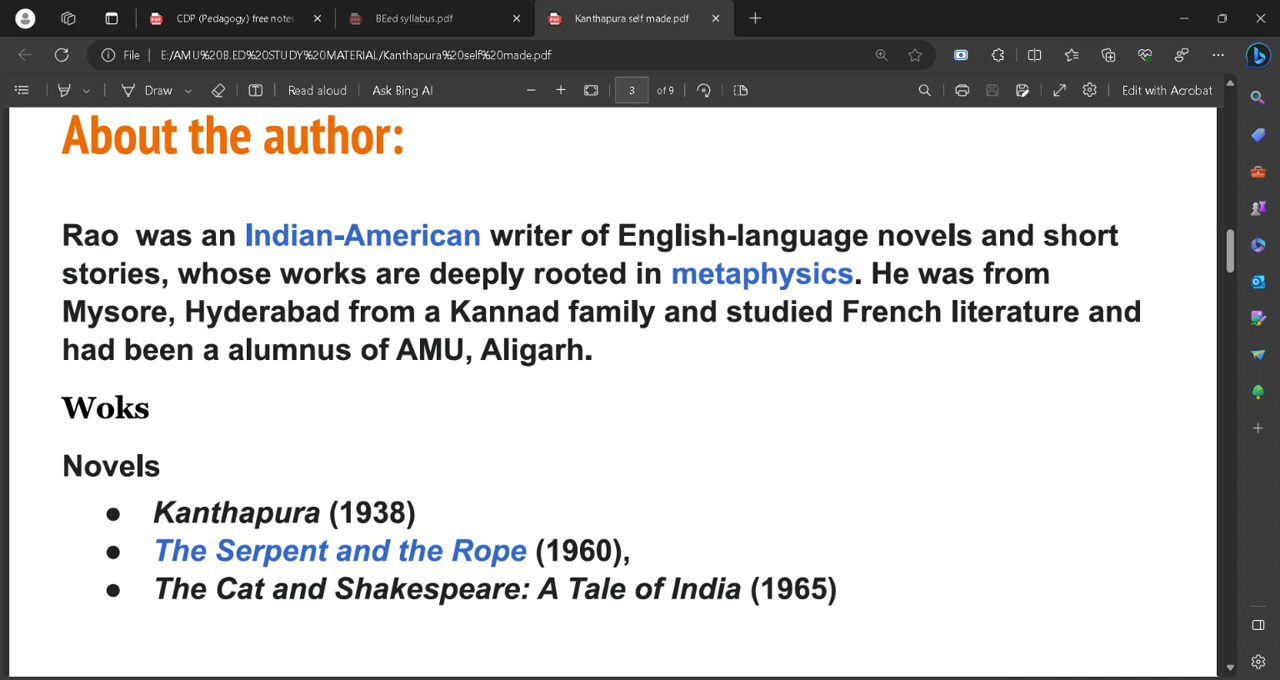 CDP (Pedagogy) free notes
BEed syllabus.pdf
Kanthapura self made.pdf
File
E:/AMU%20B.ED%20STUDY%20MATERIAL/Kanthapura%20self%20made.pdf
Draw
Read aloud
Ask Bing AI
3
of 9
Edit with Acrobat
About the author:
Rao was an Indian-American writer of English-language novels and short
stories, whose works are deeply rooted in metaphysics. He was from
Mysore, Hyderabad from a Kannad family and studied French literature and
had been a alumnus of AMU, Aligarh.
Woks
Novels
● Kanthapura (1938)
● The Serpent and the Rope (1960),
● The Cat and Shakespeare: A Tale of India (1965)